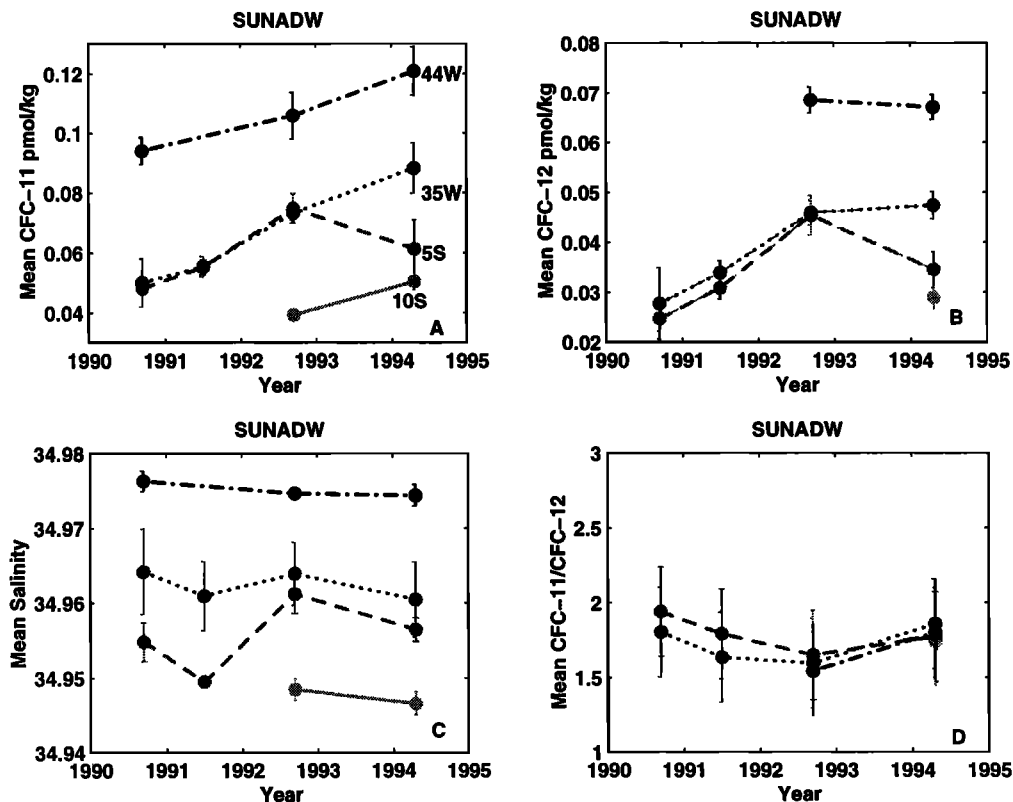 SUNADW
Mean CFC-11 pmol/kg
0.12
0.1
0.08
0.06
0.04
44W
35W
5S
10S
A
1990 1991 1992 1993 1994 1995
Year
SUNADW
Mean CFC-12 pmol/kg
0.08
0.07
0.06
0.05
0.04
0.03
0.02
B
1990 1991 1992 1993 1994 1995
Year
SUNADW
Mean Salinity
34.98
34.97
34.96
34.95
34.94
C
1990 1991 1992 1993 1994 1995
Year
SUNADW
Mean CFC-11/CFC-12
3
2.5
2
1.5
1
D
1990 1991 1992 1993 1994 1995
Year